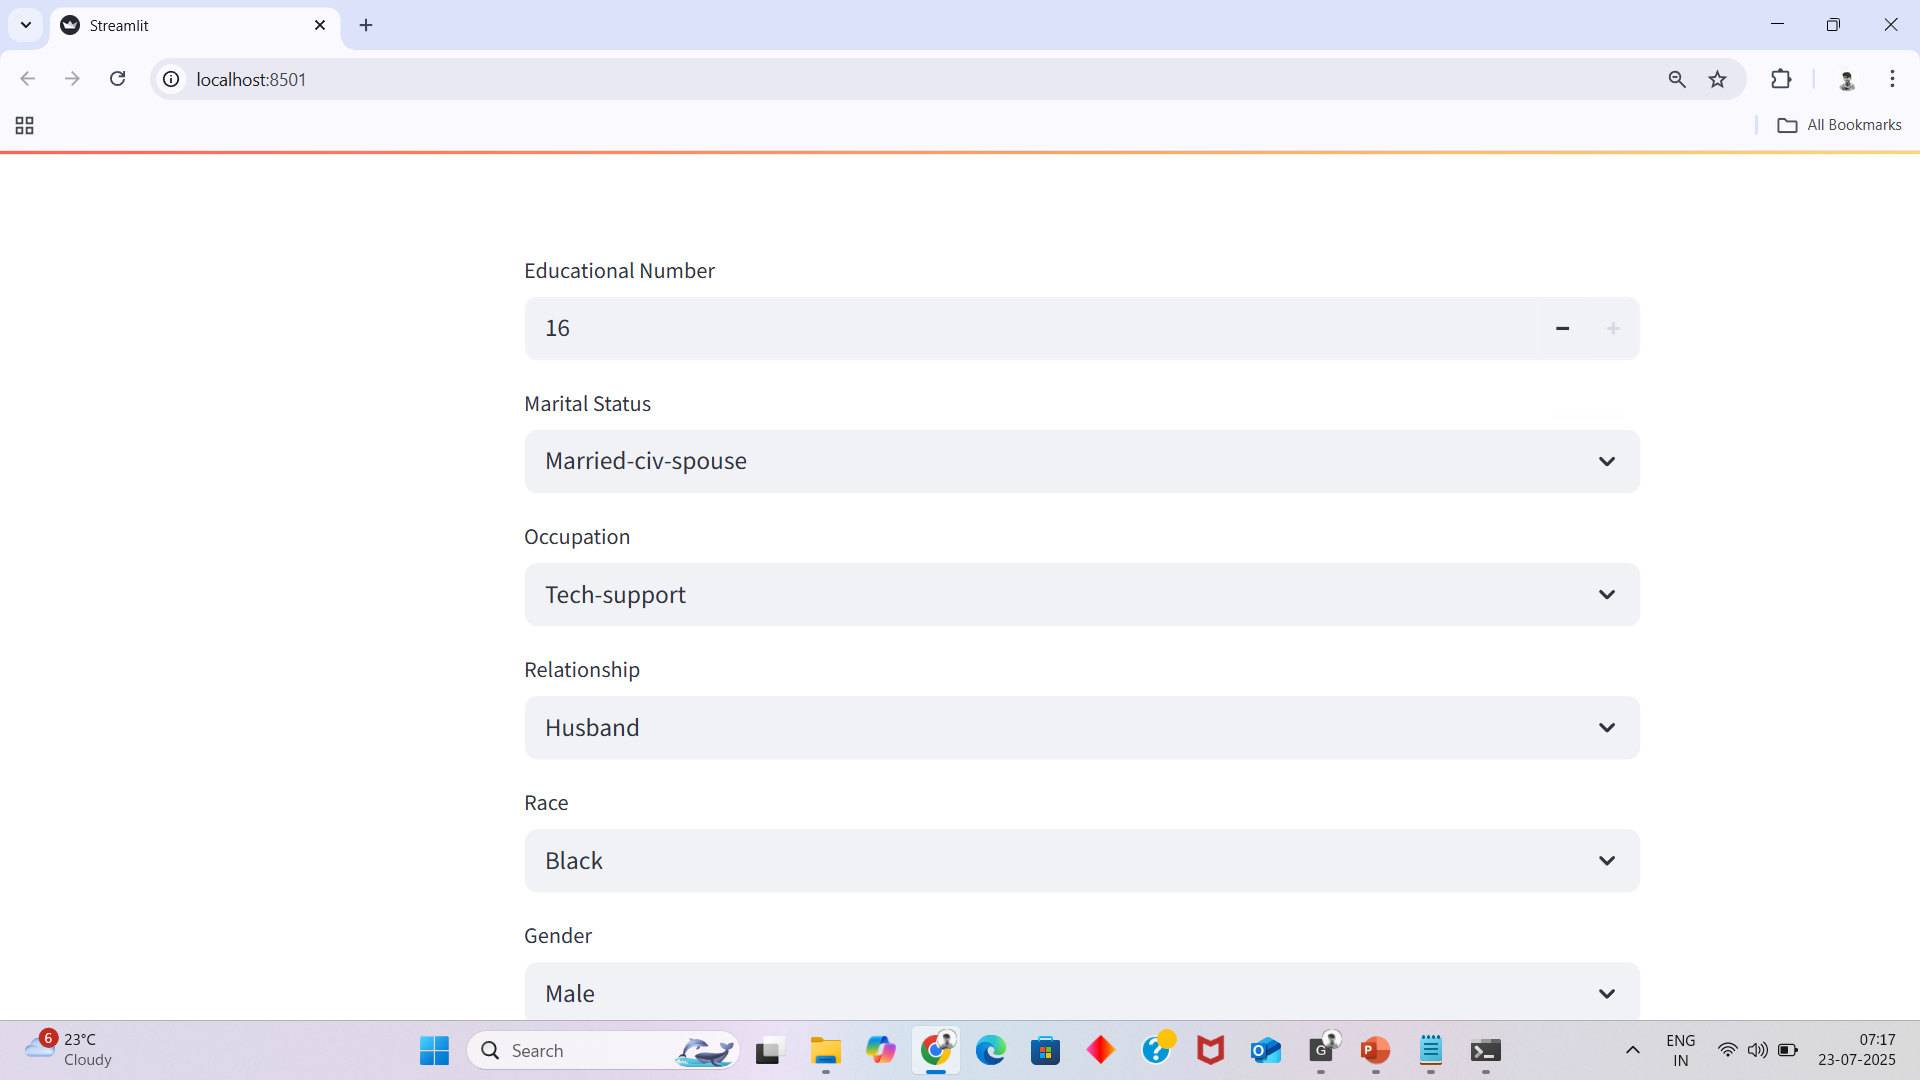 Streamlit
localhost:8501
All Bookmarks
Educational Number
16
Marital Status
Married-civ-spouse
Occupation
Tech-support
Relationship
Husband
Race
Black
Gender
Male
6
23°C
Cloudy
Search
G
P
ENG
IN
07:17
23-07-2025